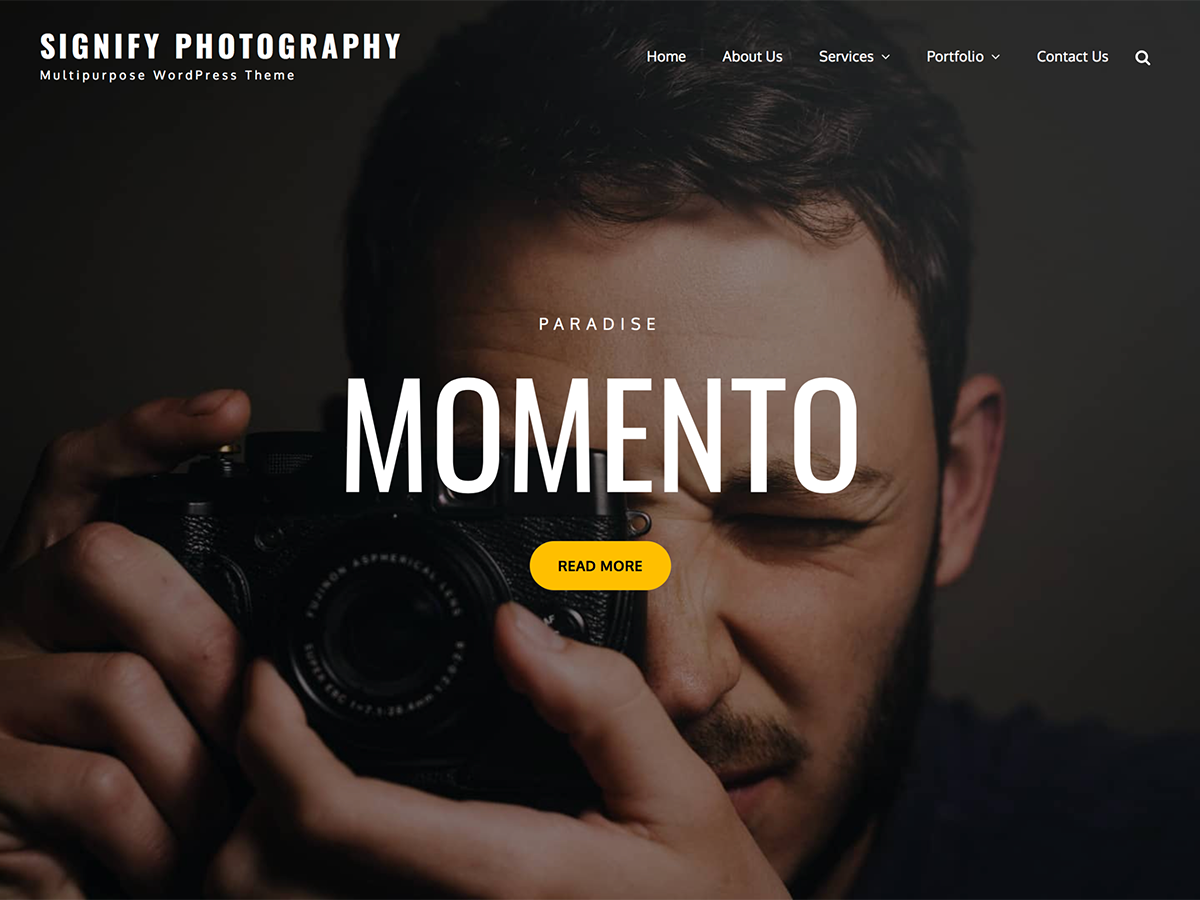 SIGNIFY PHOTOGRAPHY
Multipurpose WordPress Theme
Home About Us Services Portfolio Contact Us
PARADISE
MOMENTO
READ MORE
FUJINON ASPHERICAL LENS
SUPER EBC f=7.1-28.4mm 1:2.0-2.8
AF